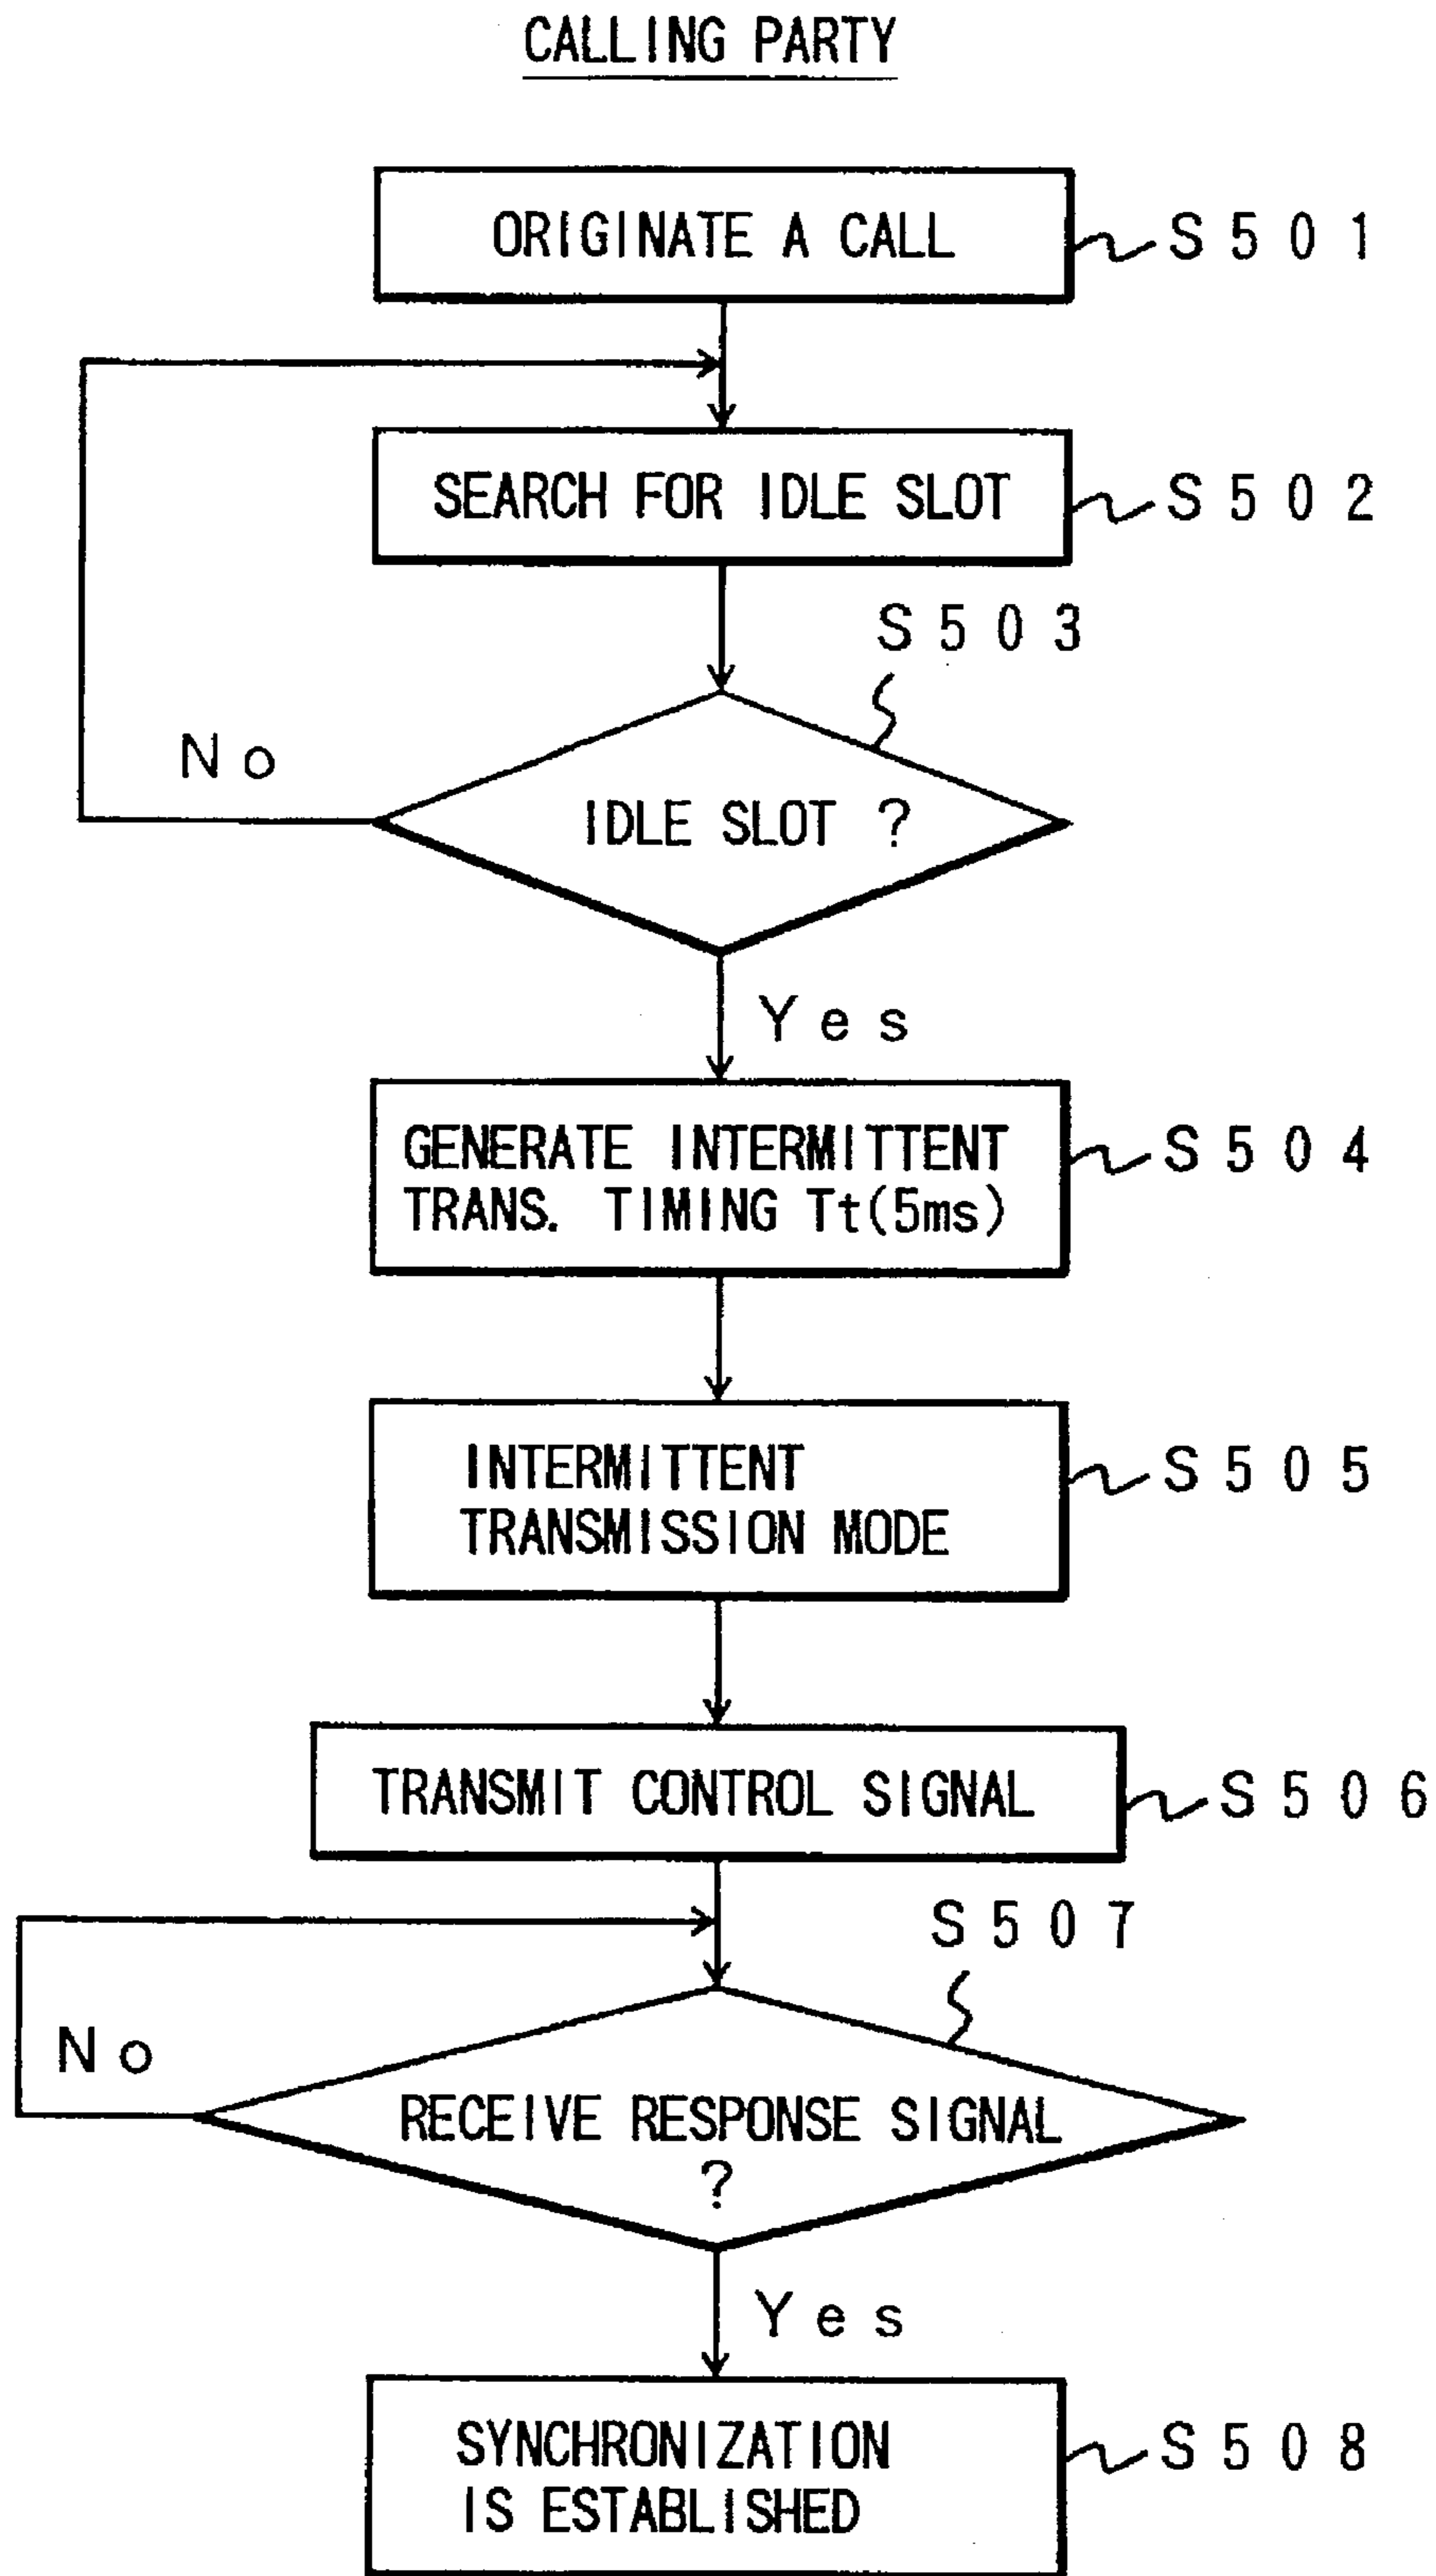 CALLING PARTY
ORIGINATE A CALL
S501
SEARCH FOR IDLE SLOT
S502
S503
No
IDLE SLOT ?
Yes
GENERATE INTERMITTENT
TRANS. TIMING Tt(5ms)
S504
INTERMITTENT
TRANSMISSION MODE
S505
TRANSMIT CONTROL SIGNAL
S506
S507
No
RECEIVE RESPONSE SIGNAL
?
Yes
SYNCHRONIZATION
IS ESTABLISHED
S508